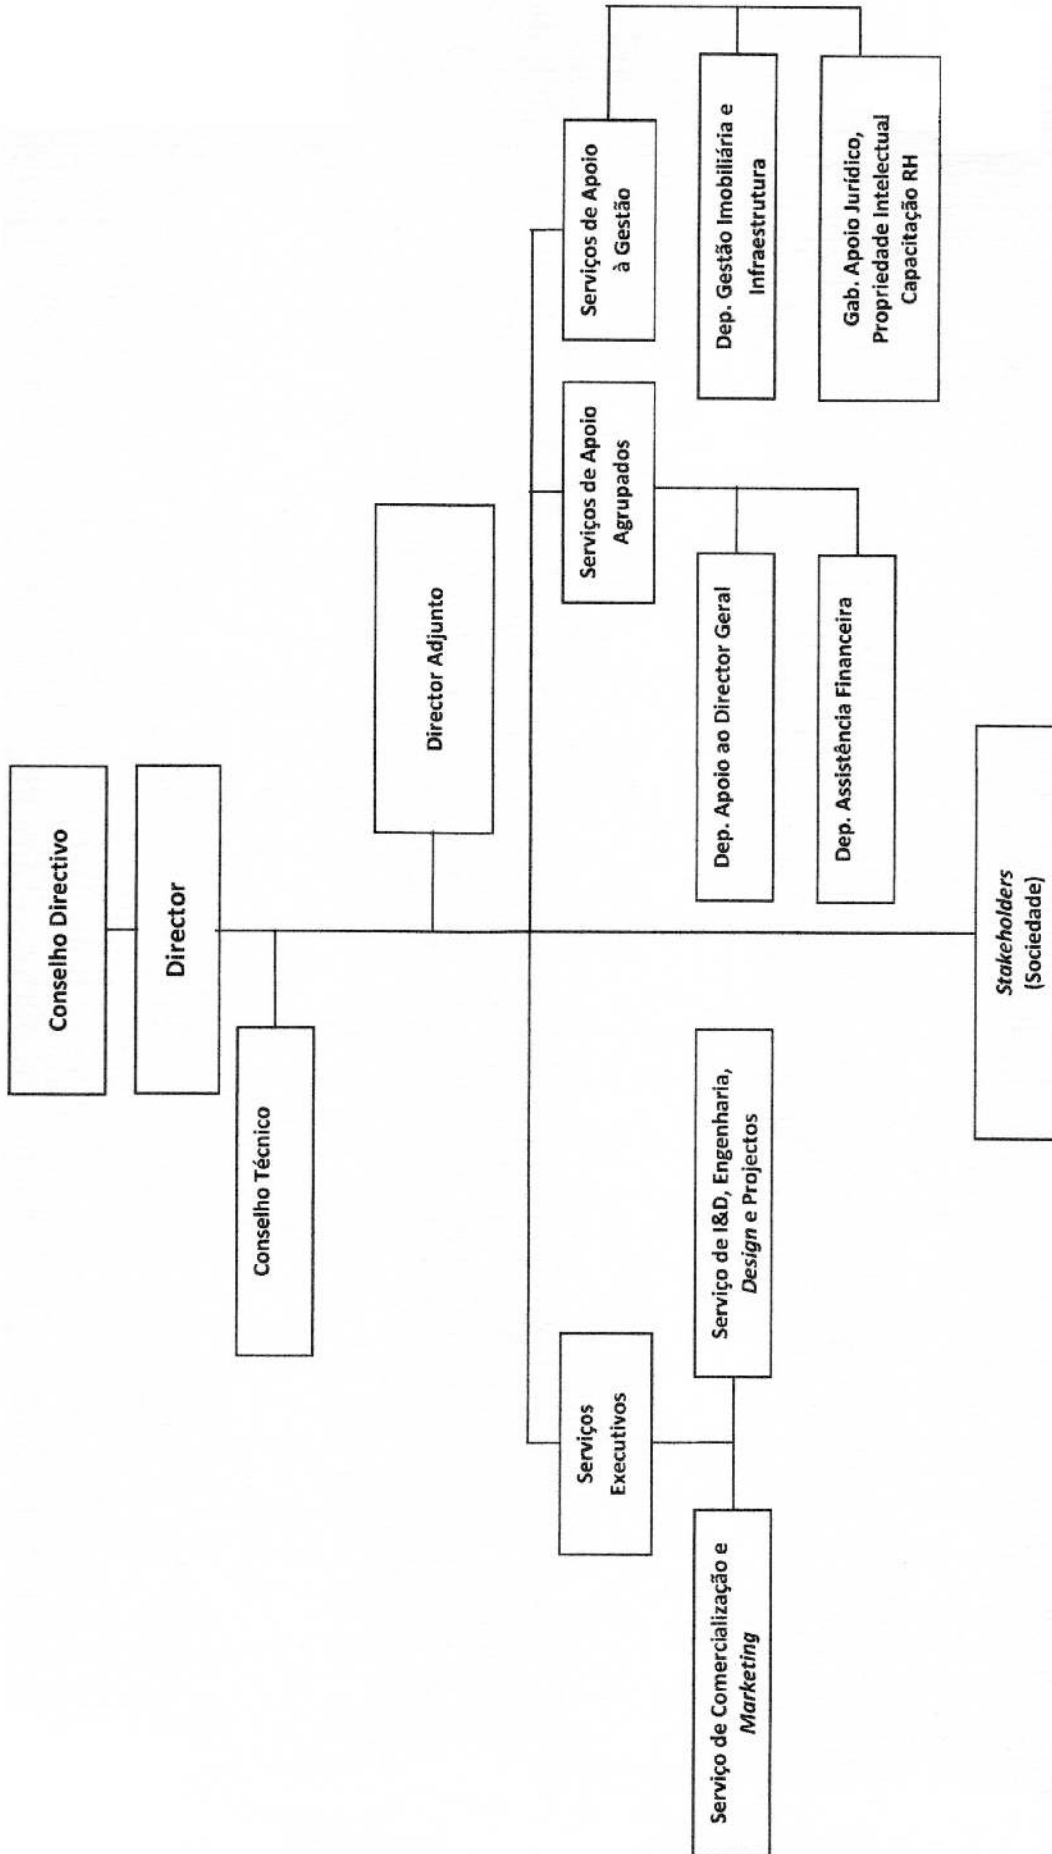 Conselho Directivo
Director
Conselho Técnico
Director Adjunto
Serviços
Executivos
Serviços de Apoio
Agrupados
Serviços de Apoio
à Gestão
Serviço de Comercialização e
Marketing
Serviço de I&D, Engenharia,
Design e Projectos
Dep. Apoio ao Director Geral
Dep. Gestão Imobiliária e
Infraestrutura
Dep. Assistência Financeira
Gab. Apoio Jurídico,
Propriedade Intelectual
Capacitação RH
Stakeholders
(Sociedade)